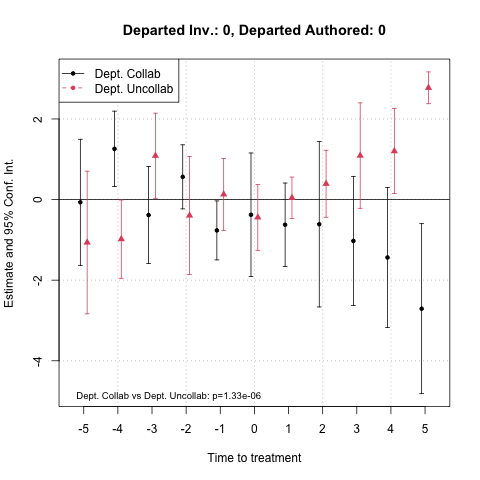 Departed Inv.: 0, Departed Authored: 0
Dept. Collab
Dept. Uncollab
Estimate and 95% Conf. Int.
2
0
-2
-4
Dept. Collab vs Dept. Uncollab: p=1.33e-06
-5 -4 -3 -2 -1 0 1 2 3 4 5
Time to treatment